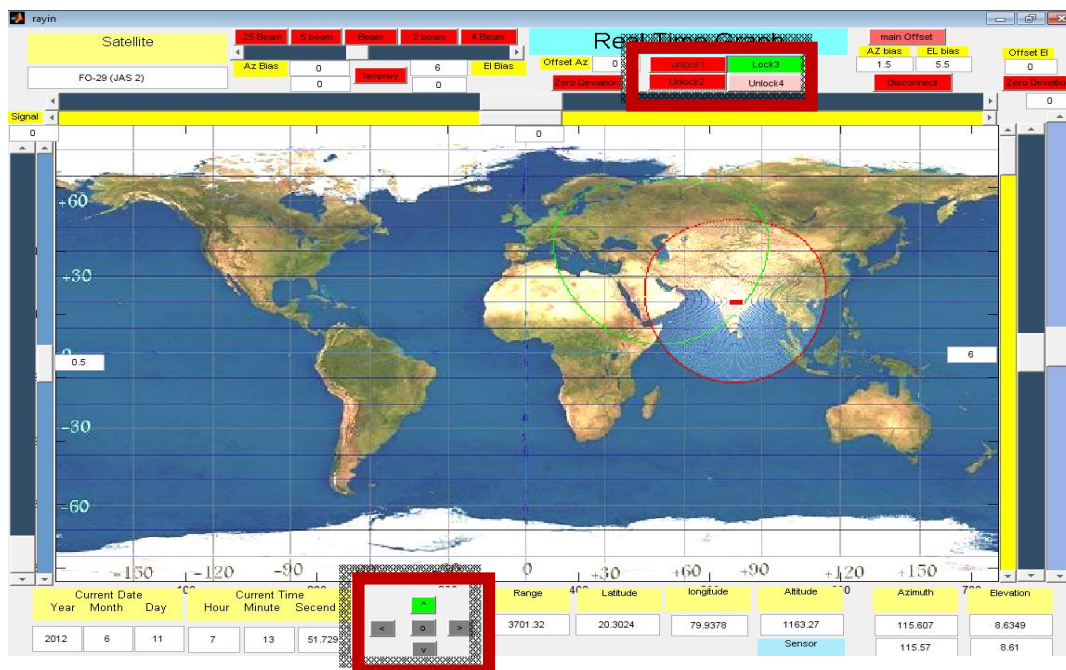 rayin
Satellite
.25 Beam .5 beam Beam 2 beam 4 Beam
Real Time Graph
main Offset
FO-29 (JAS 2)
Az Bias 0 6 El Bias
0 Temprary 0
Offset Az 0
unlock1 Lock3
Unlock2 Unlock4
Zero Deviation
AZ bias EL bias
1.5 5.5
Disconnect
Offset El
0
Zero Deviation
0
Signal
0
0
+60
+30
0
-30
-60
0.5
6
-150 -120 -90 -60 0 +30 +60 +90 +120 +150
Current Date
Year Month Day
2012 6 11
Current Time
Hour Minute Secend
7 13 51.729
^
< o >
v
Range Latitude longitude Altitude Azimuth Elevation
3701.32 20.3024 79.9378 1163.27 115.607 8.6349
Sensor 115.57 8.61